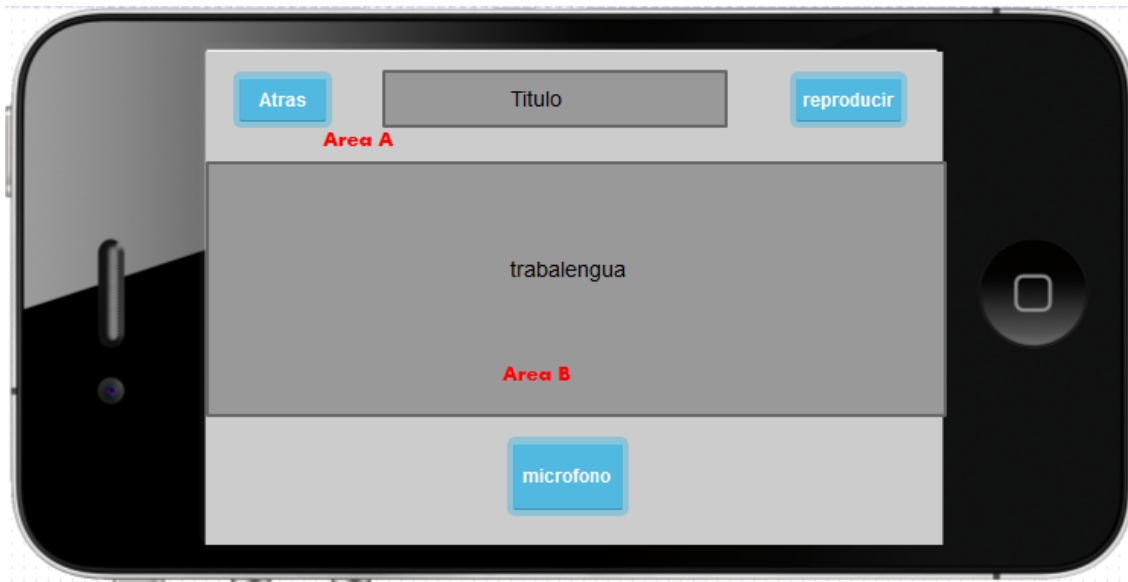 Atras
Titulo
reproducir
Area A
trabalengua
Area B
microfono